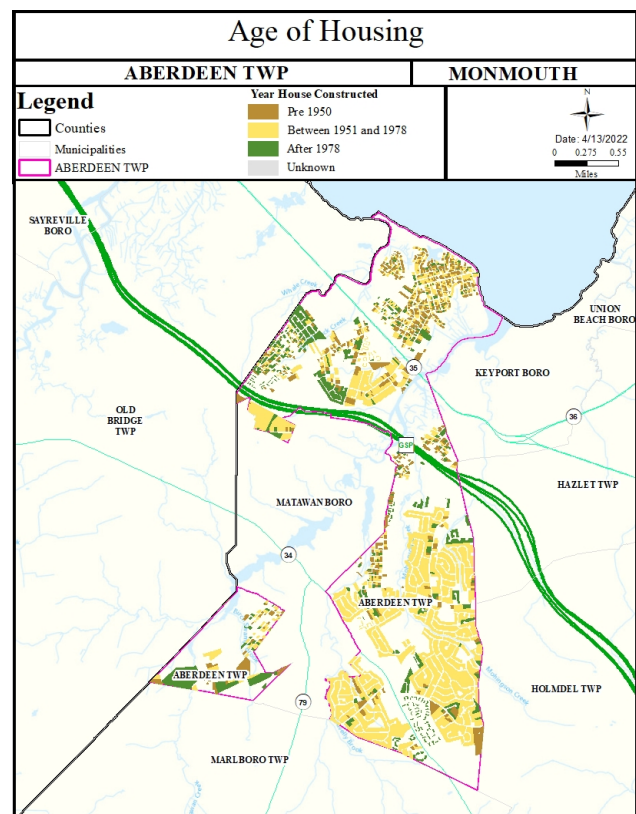 Age of Housing
ABERDEEN TWP
MONMOUTH
Legend
Counties
Municipalities
ABERDEEN TWP
Year House Constructed
Pre 1950
Between 1951 and 1978
After 1978
Unknown
N
Date: 4/13/2022
0 0.275 0.55
Miles
SAYREVILLE
BORO
UNION
BEACH BORO
35
KEYPORT BORO
36
OLD
BRIDGE
TWP
GSP
HAZLET TWP
MATAWAN BORO
34
ABERDEEN TWP
ABERDEEN TWP
HOLMDEL TWP
79
MARLBORO TWP